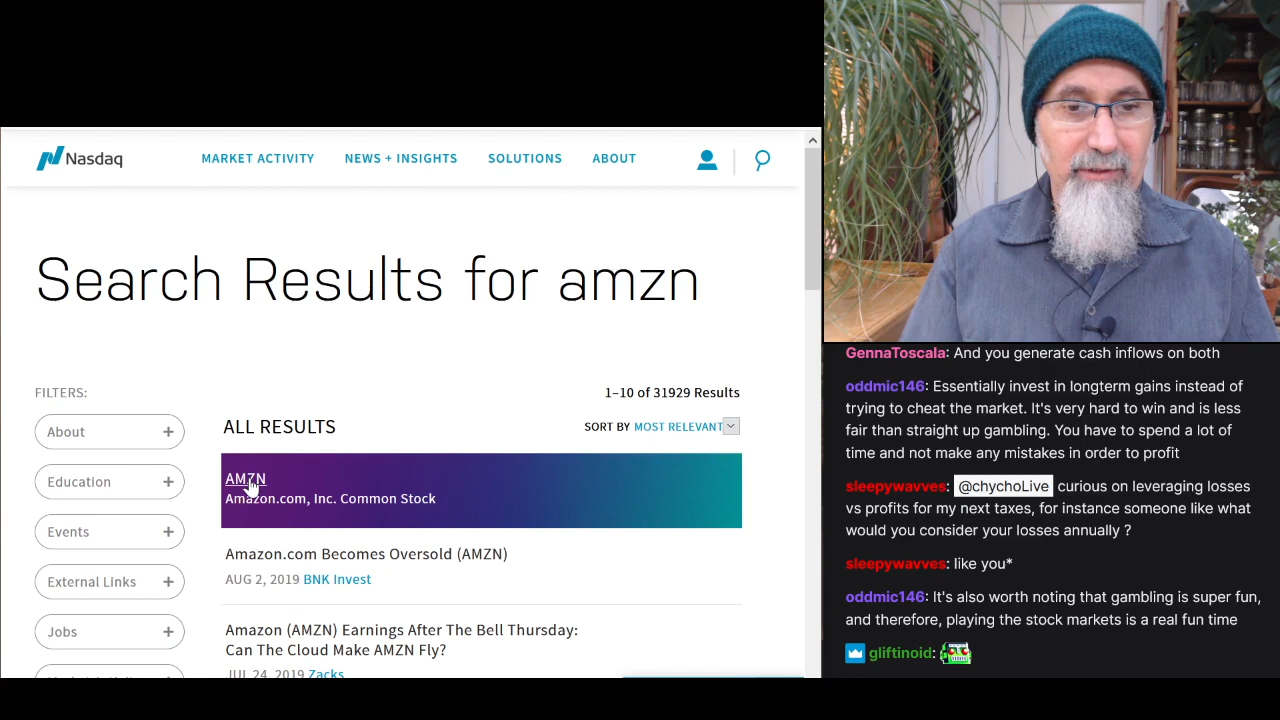 Nasdaq
MARKET ACTIVITY
NEWS + INSIGHTS
SOLUTIONS
ABOUT
Search Results for amzn
FILTERS:
1–10 of 31929 Results
About +
Education +
Events +
External Links +
Jobs +
ALL RESULTS
SORT BY MOST RELEVANT
AMZN
Amazon.com, Inc. Common Stock
Amazon.com Becomes Oversold (AMZN)
AUG 2, 2019 BNK Invest
Amazon (AMZN) Earnings After The Bell Thursday:
Can The Cloud Make AMZN Fly?
JUL 24, 2019 Zacks
GennaToscala: And you generate cash inflows on both
oddmic146: Essentially invest in longterm gains instead of
trying to cheat the market. It's very hard to win and is less
fair than straight up gambling. You have to spend a lot of
time and not make any mistakes in order to profit
sleepywavves: @chychoLive curious on leveraging losses
vs profits for my next taxes, for instance someone like what
would you consider your losses annually ?
sleepywavves: like you*
oddmic146: It's also worth noting that gambling is super fun,
and therefore, playing the stock markets is a real fun time
gliftinoid: